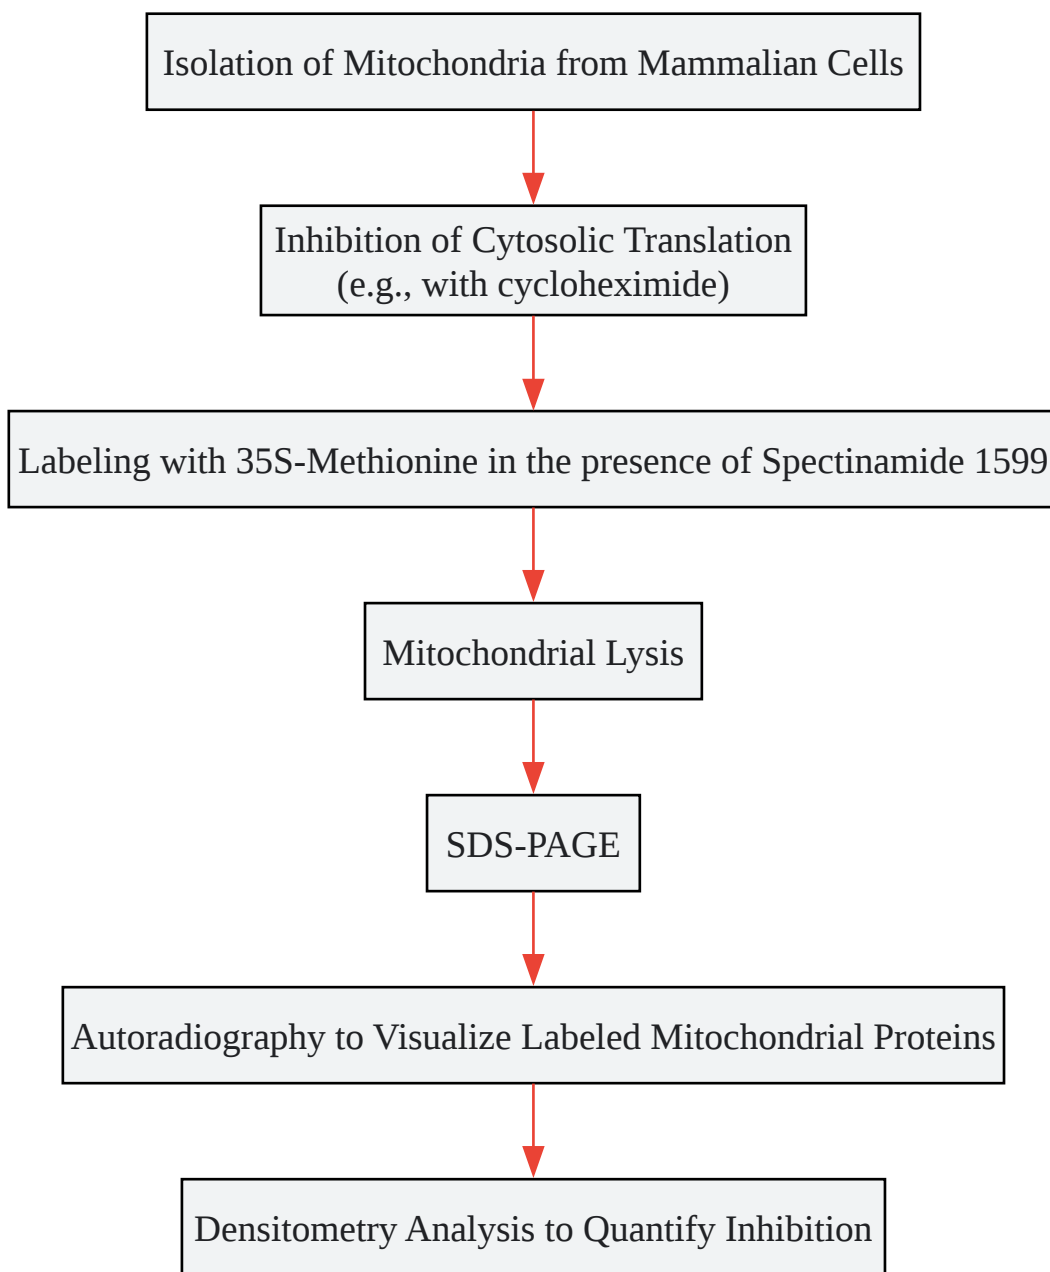 Isolation of Mitochondria from Mammalian Cells
Inhibition of Cytosolic Translation
(e.g., with cycloheximide)
Labeling with 35S-Methionine in the presence of Spectinamide 1599
Mitochondrial Lysis
SDS-PAGE
Autoradiography to Visualize Labeled Mitochondrial Proteins
Densitometry Analysis to Quantify Inhibition